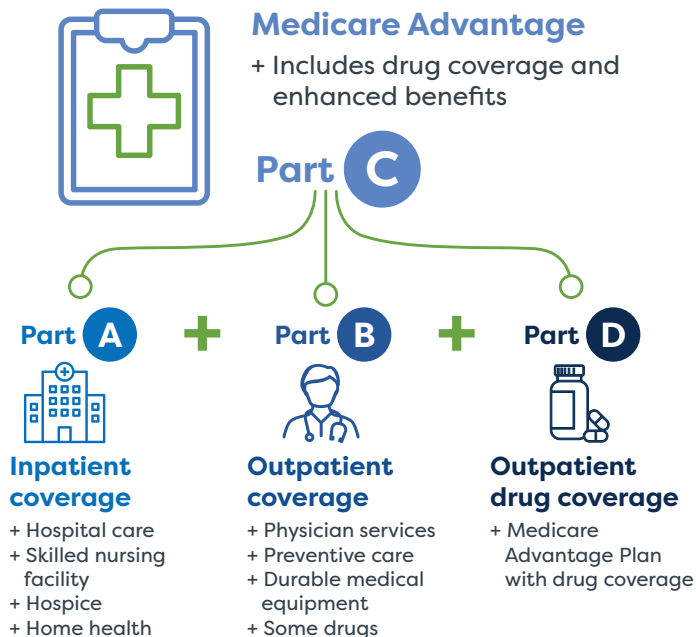 Medicare Advantage
+ Includes drug coverage and
enhanced benefits
Part C
Part A + Part B + Part D
Inpatient
coverage
+ Hospital care
+ Skilled nursing
facility
+ Hospice
+ Home health
Outpatient
coverage
+ Physician services
+ Preventive care
+ Durable medical
equipment
+ Some drugs
Outpatient
drug coverage
+ Medicare
Advantage Plan
with drug coverage